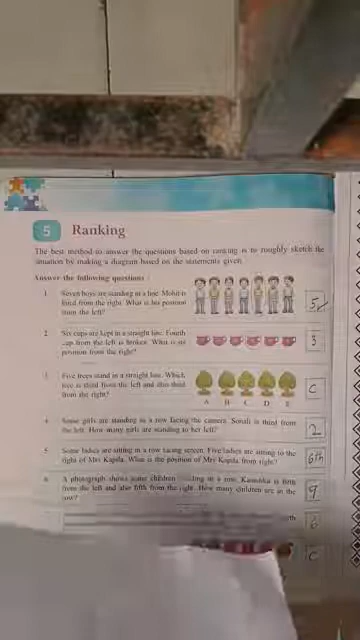 5 Ranking
The best method to answer the questions based on ranking is to roughly sketch the
situation by making a diagram based on the statements given.
Answer the following questions :
1. Seven boys are standing in a line. Mohit is
third from the right. What is his position
from the left?
5
2. Six cups are kept in a straight line. Fourth
cup from the left is broken. What is its
position from the right?
3
3. Five trees stand in a straight line. Which
tree is third from the left and also third
from the right?
A B C D E
C
4. Some girls are standing in a row facing the camera. Sonali is third from
the left. How many girls are standing to her left?
2
5. Some ladies are sitting in a row facing screen. Five ladies are sitting to the
right of Mrs Kapila. What is the position of Mrs Kapila from right?
6th
6. A photograph shows some children in a row. Kanishka is fifth
from the left and also fifth from the right. How many children are in the
row?
9
C